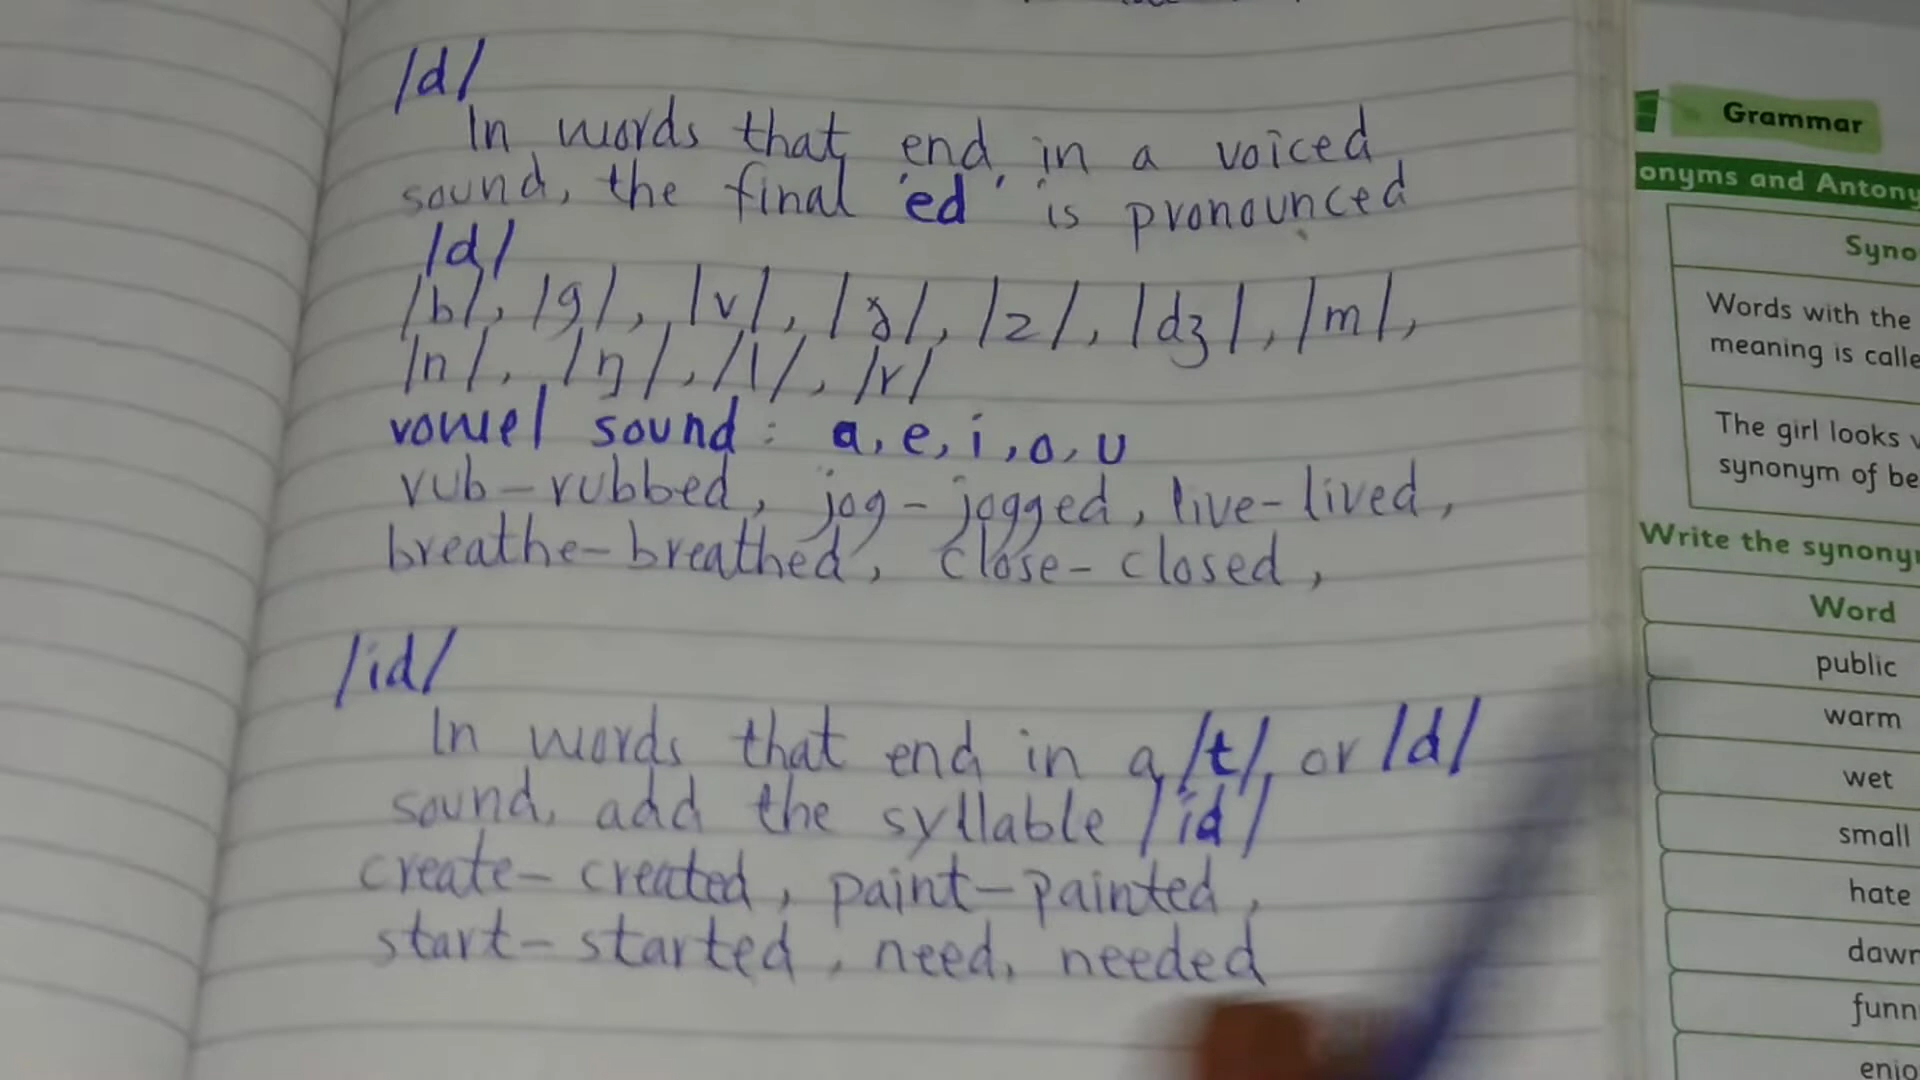 /d/
In words that end in a voiced
sound, the final 'ed' is pronounced
/d/
/b/, /g/, /v/, /ʒ/, /z/, /dʒ/, /m/,
/n/, /ŋ/, /l/, /r/
vowel sound: a, e, i, o, u
rub-rubbed, jog-jogged, live-lived,
breathe-breathed, close-closed,
/id/
In words that end in a /t/, or /d/
sound, add the syllable /id/
create-created, paint-painted,
start-started, need, needed
Grammar
onyms and Antony
Syno
Words with the
meaning is calle
The girl looks v
synonym of be
Write the synony
Word
public
warm
wet
small
hate
dawn
funn
enjo